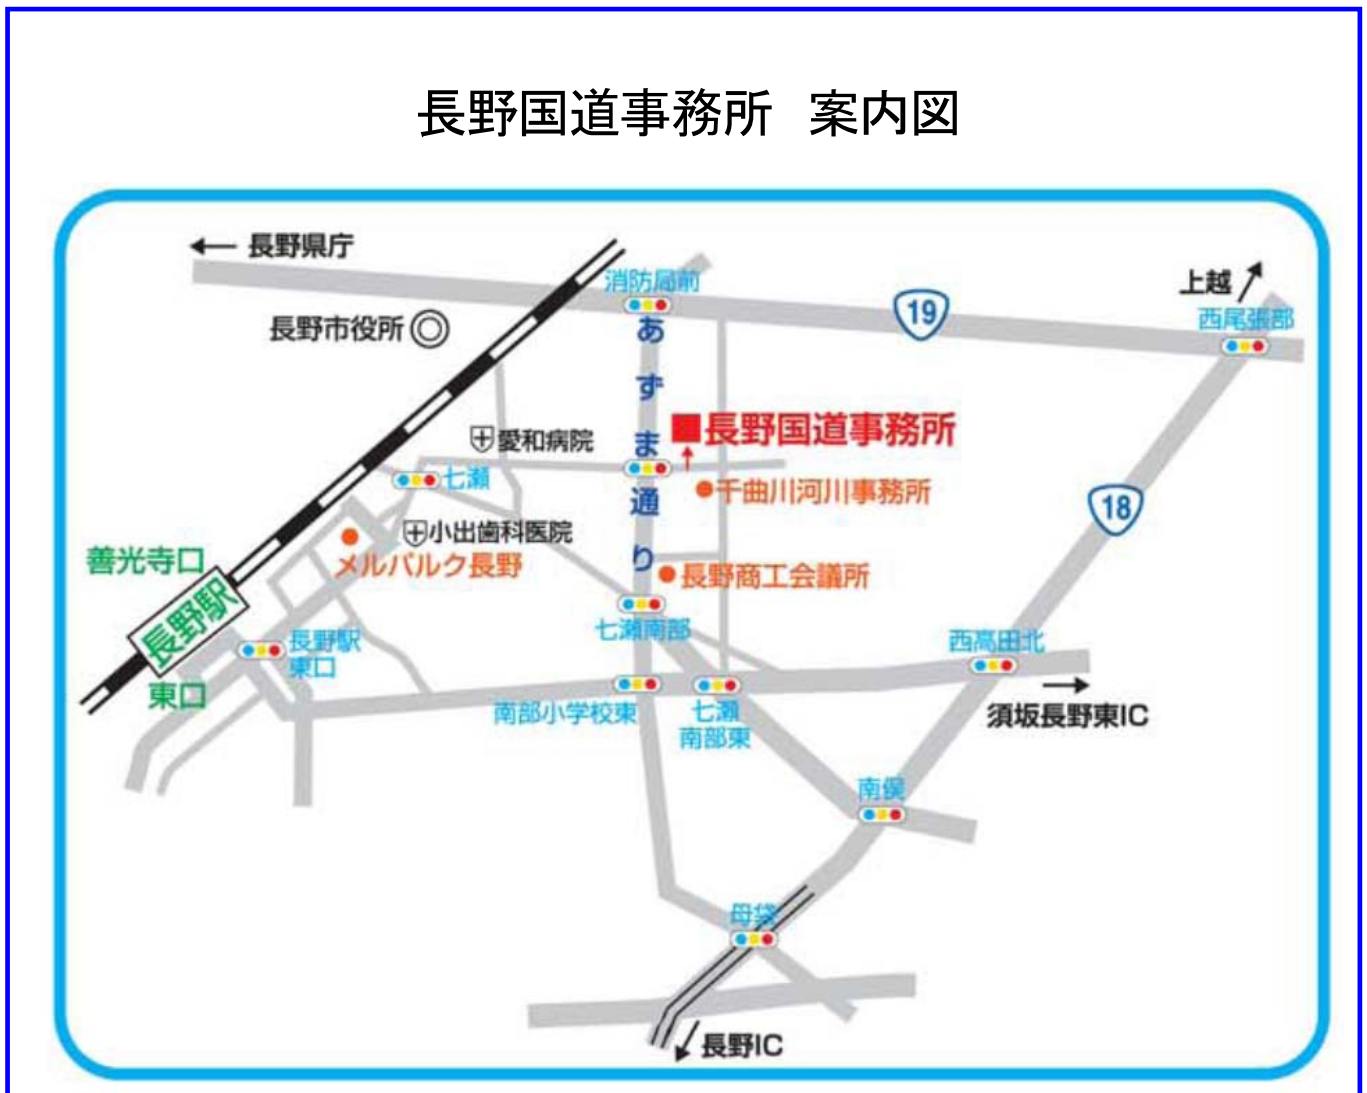 長野国道事務所　案内図
長野県庁
消防局前
上越
19
西尾張部
長野市役所
あずま通り
長野国道事務所
愛和病院
七瀬
千曲川河川事務所
18
小出歯科医院
メルパルク長野
善光寺口
長野商工会議所
長野駅
七瀬南部
長野駅
東口
西高田北
東口
南部小学校東
七瀬
南部東
須坂長野東IC
南俣
母袋
長野IC